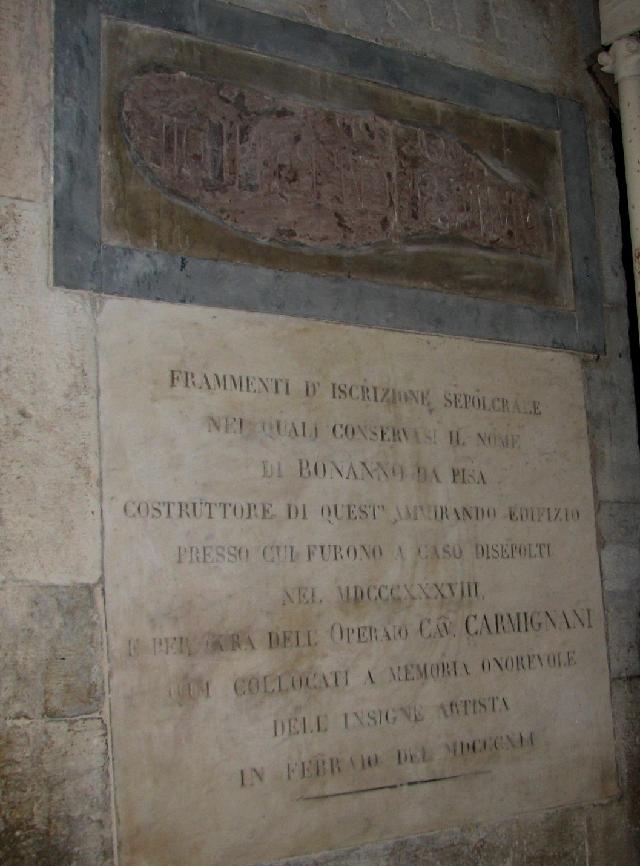 FRAMMENTI D' ISCRIZIONE SEPOLCRALE
NEI QUALI CONSERVASI IL NOME
DI BONANNO DA PISA
COSTRUTTORE DI QUEST' AMMIRANDO EDIFIZIO
PRESSO CUI FURONO A CASO DISEPOLTI
NEL MDCCCXXXVIII,
E PER CURA DELL' OPERAIO CAV. CARMIGNANI
QUI COLLOCATI A MEMORIA ONOREVOLE
DELL' INSIGNE ARTISTA
IN FEBRAIO DEL